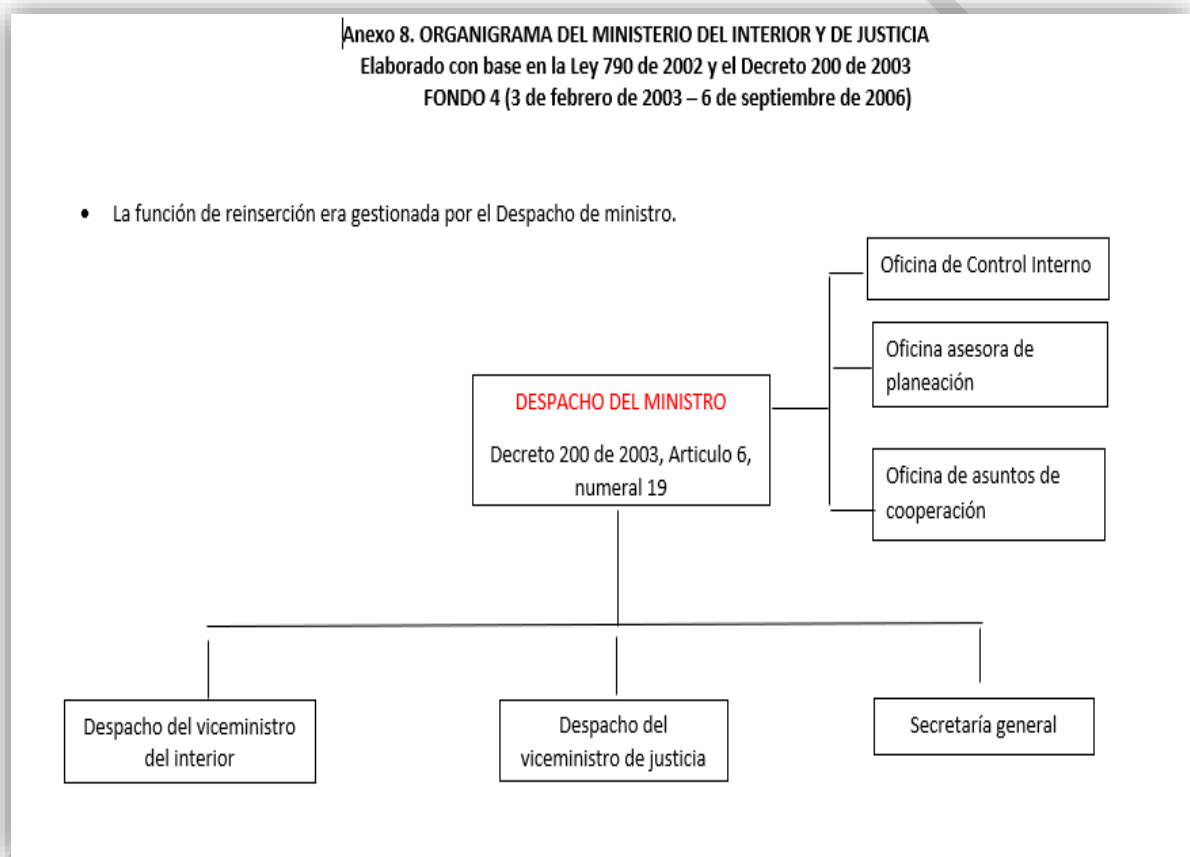 Anexo 8. ORGANIGRAMA DEL MINISTERIO DEL INTERIOR Y DE JUSTICIA
Elaborado con base en la Ley 790 de 2002 y el Decreto 200 de 2003
FONDO 4 (3 de febrero de 2003 – 6 de septiembre de 2006)
• La función de reinserción era gestionada por el Despacho de ministro.
Oficina de Control Interno
Oficina asesora de
planeación
DESPACHO DEL MINISTRO
Decreto 200 de 2003, Articulo 6,
numeral 19
Oficina de asuntos de
cooperación
Despacho del viceministro
del interior
Despacho del
viceministro de justicia
Secretaría general